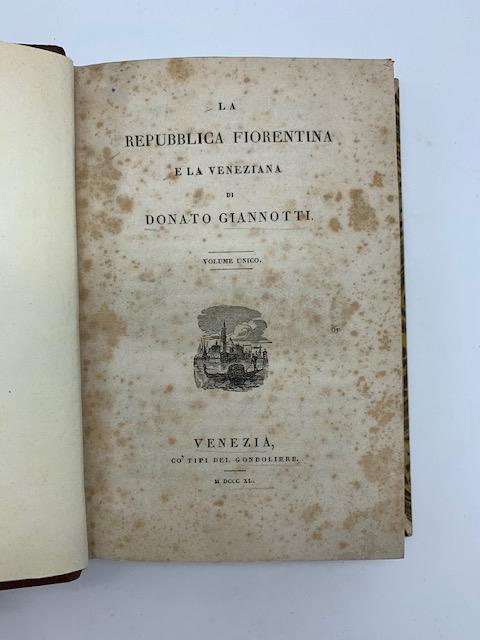 LA
REPUBBLICA FIORENTINA
E LA VENEZIANA
DI
DONATO GIANNOTTI.
VOLUME UNICO.
VENEZIA,
CO' TIPI DEL GONDOLIERE.
M DCCC XL.